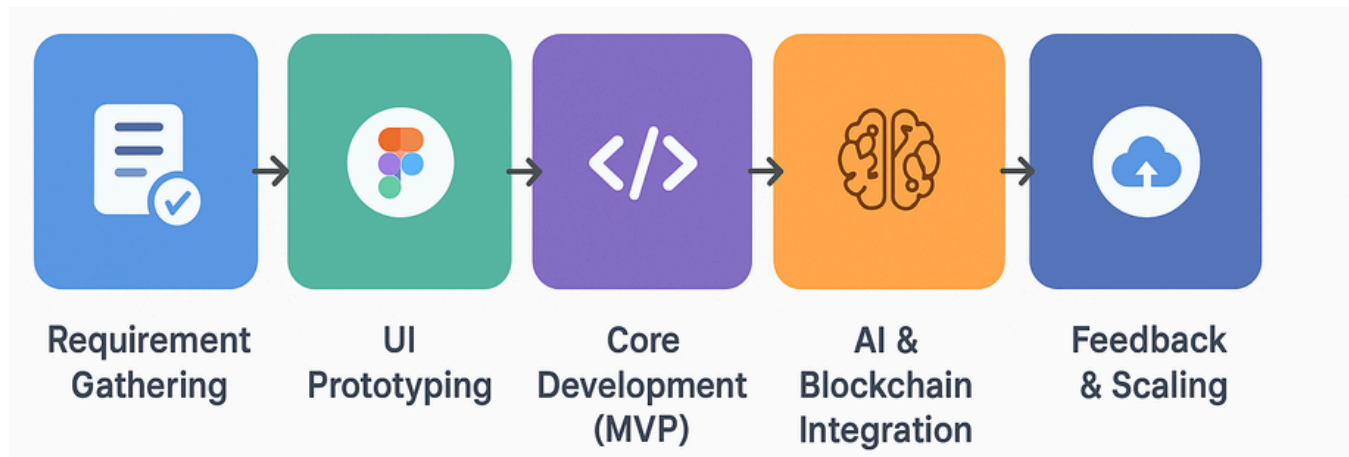 Requirement
Gathering
UI
Prototyping
Core
Development
(MVP)
AI &
Blockchain
Integration
Feedback
& Scaling